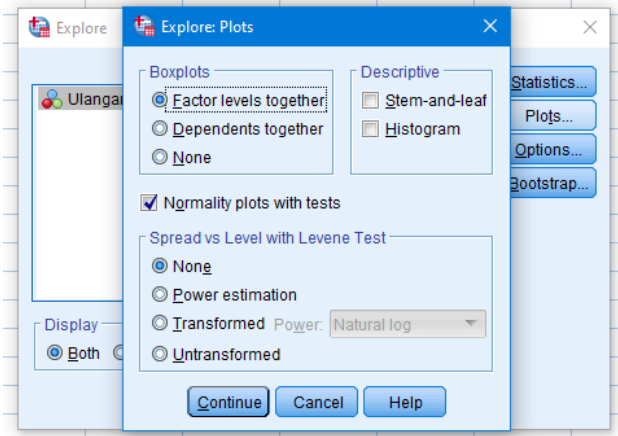 Explore
Explore: Plots
Boxplots
Factor levels together
Dependents together
None
Descriptive
Stem-and-leaf
Histogram
Normality plots with tests
Spread vs Level with Levene Test
None
Power estimation
Transformed Power: Natural log
Untransformed
Continue Cancel Help
Display
Both
Statistics...
Plots...
Options...
Bootstrap...